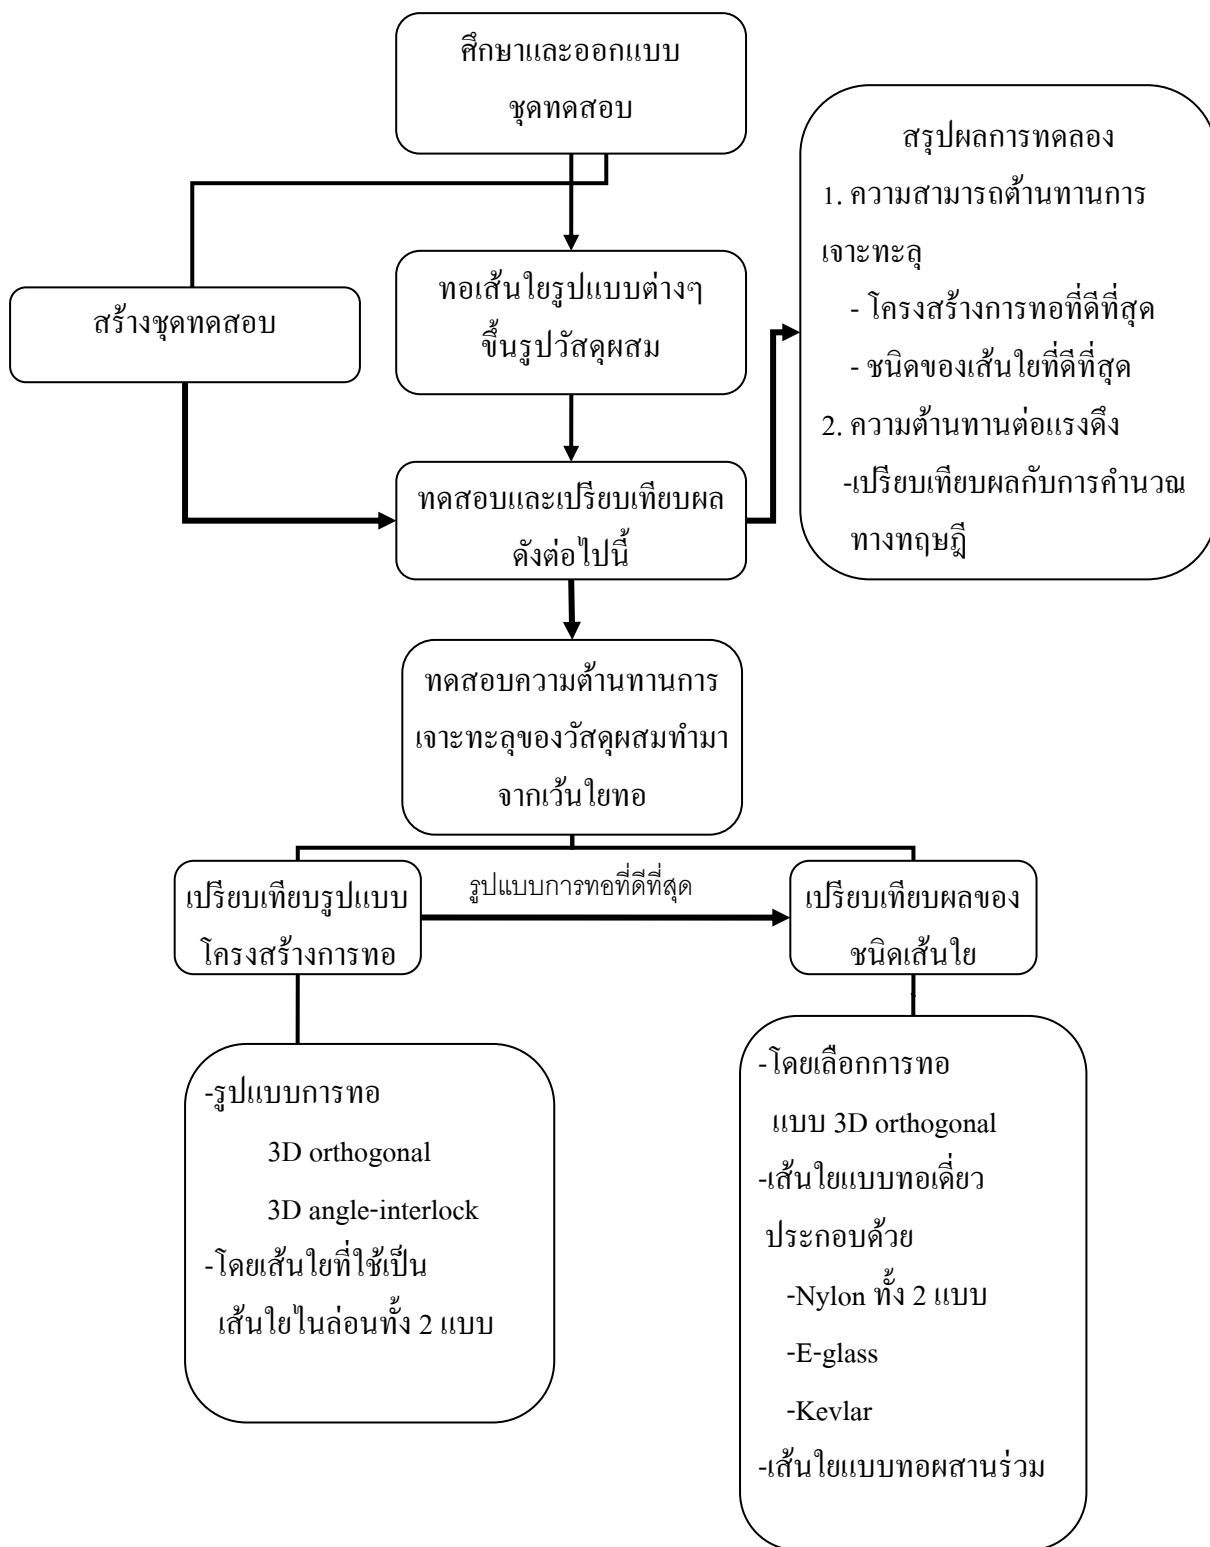 ศึกษาและออกแบบ
ชุดทดสอบ
สร้างชุดทดสอบ
ทอเส้นใยรูปแบบต่างๆ
ขึ้นรูปวัสดุผสม
ทดสอบและเปรียบเทียบผล
ดังต่อไปนี้
สรุปผลการทดลอง
1. ความสามารถต้านทานการ
เจาะทะลุ
- โครงสร้างการทอที่ดีที่สุด
- ชนิดของเส้นใยที่ดีที่สุด
2. ความต้านทานต่อแรงดึง
-เปรียบเทียบผลกับการคำนวณ
ทางทฤษฎี
ทดสอบความต้านทานการ
เจาะทะลุของวัสดุผสมทำมา
จากเว้นใยทอ
เปรียบเทียบรูปแบบ
โครงสร้างการทอ
รูปแบบการทอที่ดีที่สุด
เปรียบเทียบผลของ
ชนิดเส้นใย
-รูปแบบการทอ
3D orthogonal
3D angle-interlock
-โดยเส้นใยที่ใช้เป็น
เส้นใยไนล่อนทั้ง 2 แบบ
-โดยเลือกการทอ
แบบ 3D orthogonal
-เส้นใยแบบทอเดี่ยว
ประกอบด้วย
-Nylon ทั้ง 2 แบบ
-E-glass
-Kevlar
-เส้นใยแบบทอผสานร่วม